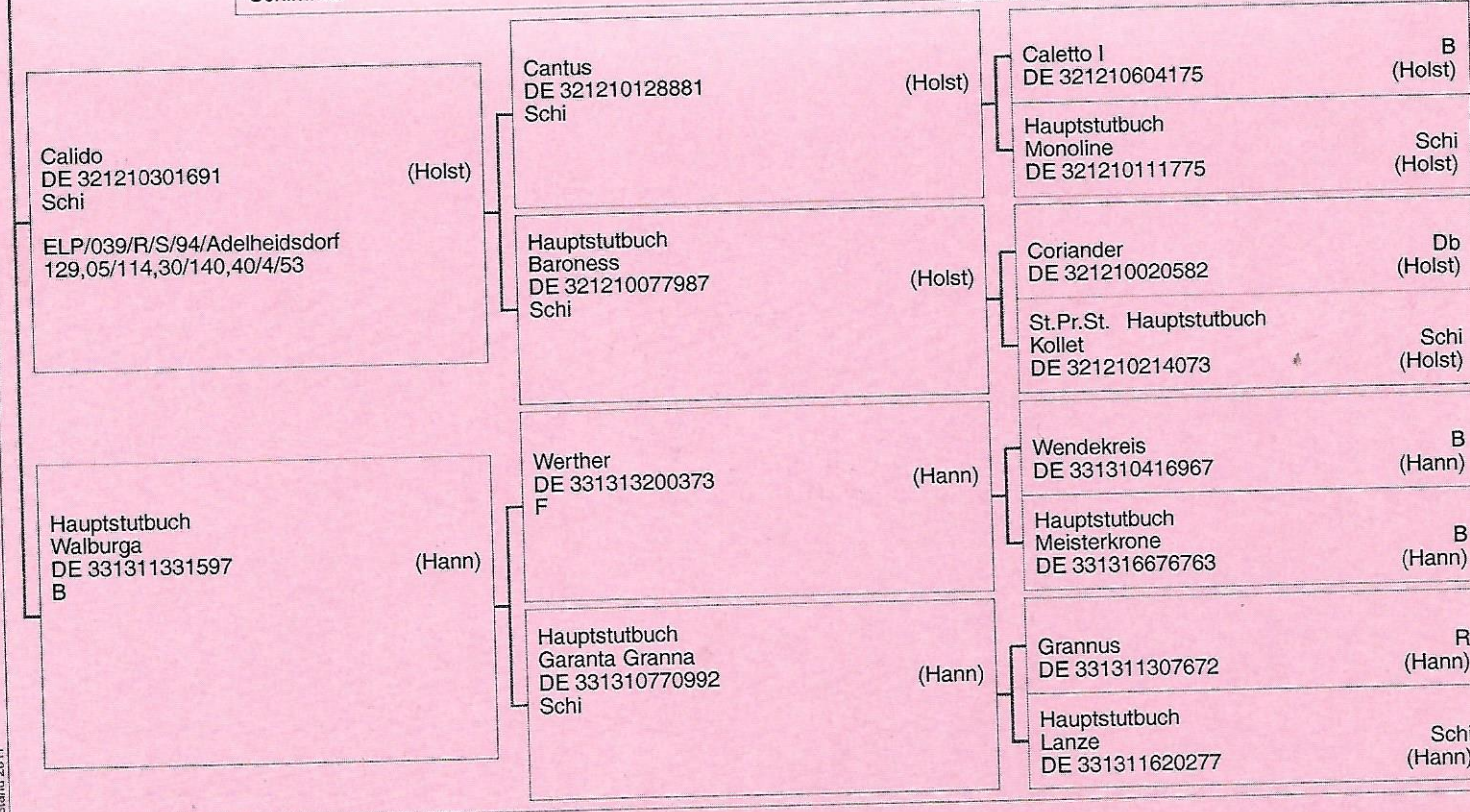 Calido
DE 321210301691 (Holst)
Schi
ELP/039/R/S/94/Adelheidsdorf
129,05/114,30/140,40/4/53
Hauptstutbuch
Walburga
DE 331311331597 (Hann)
B
Cantus
DE 321210128881 (Holst)
Schi
Hauptstutbuch
Baroness
DE 321210077987 (Holst)
Schi
Werther
DE 331313200373 (Hann)
F
Hauptstutbuch
Garanta Granna
DE 331310770992 (Hann)
Schi
Caletto I B
DE 321210604175 (Holst)
Hauptstutbuch
Monoline Schi
DE 321210111775 (Holst)
Coriander Db
DE 321210020582 (Holst)
St.Pr.St. Hauptstutbuch
Kollet Schi
DE 321210214073 (Holst)
Wendekreis B
DE 331310416967 (Hann)
Hauptstutbuch
Meisterkrone B
DE 331316676763 (Hann)
Grannus R
DE 331311307672 (Hann)
Hauptstutbuch
Lanze Schi
DE 331311620277 (Hann)